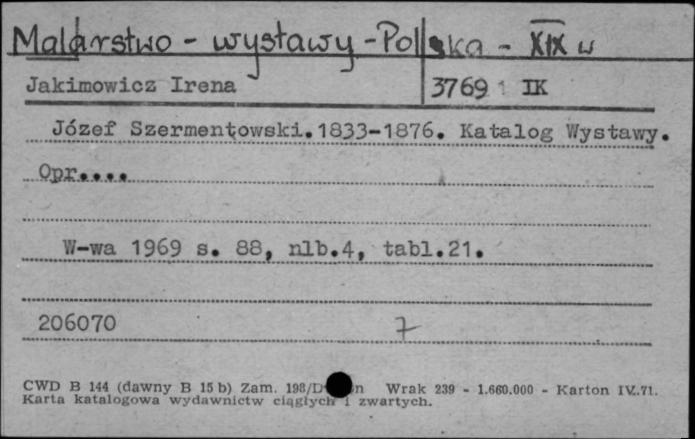 Malarstwo - wystawy - Polska - XIX w
Jakimowicz Irena 3769 IK
Józef Szermentowski.1833-1876. Katalog Wystawy.
Opr....
W-wa 1969 s. 88, nlb.4, tabl.21.
206070 7
CWD B 144 (dawny B 15 b) Zam. 198/D Wrak 239 - 1.660.000 - Karton IV.71.
Karta katalogowa wydawnictw ciągłych i zwartych.